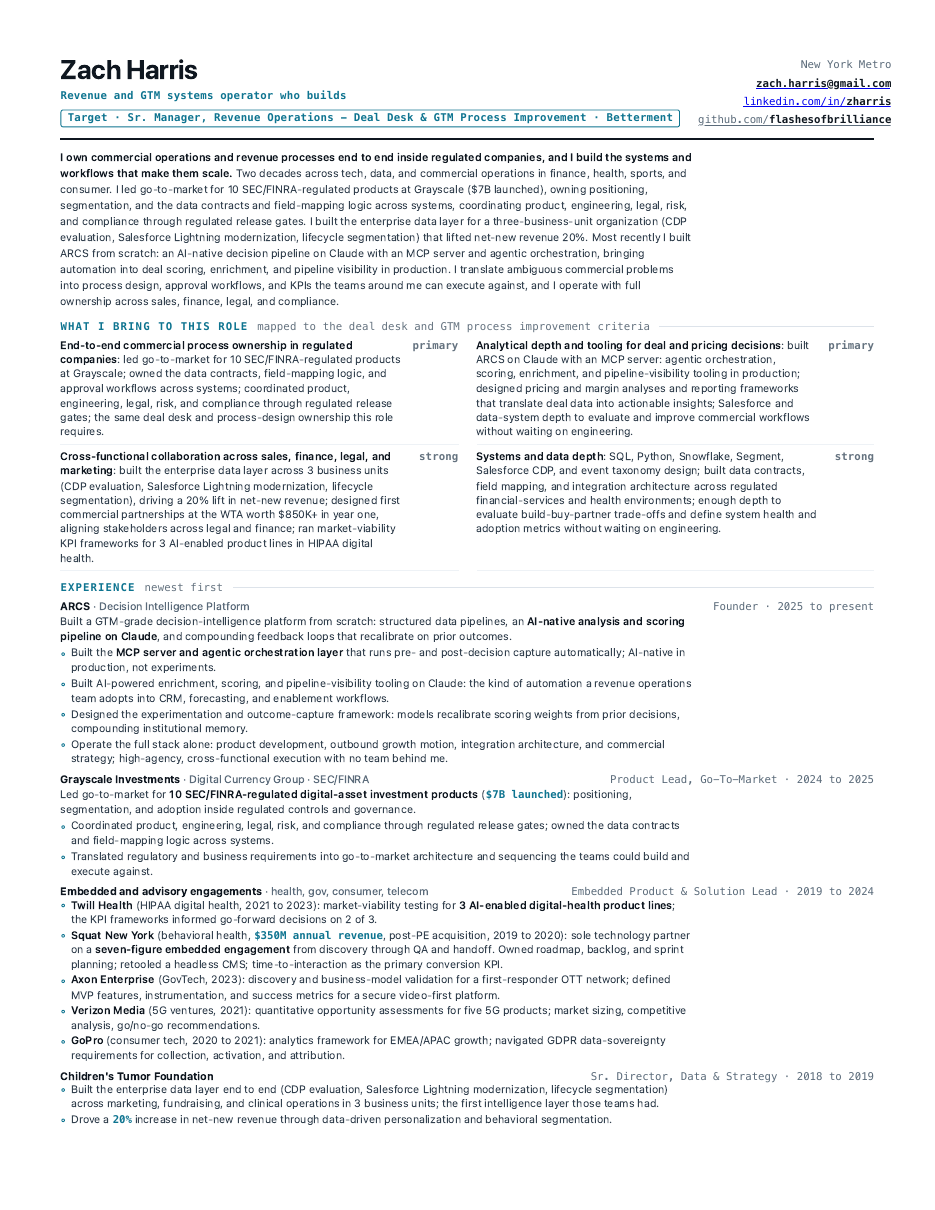 Zach Harris
Revenue and GTM systems operator who builds
Target · Sr. Manager, Revenue Operations – Deal Desk & GTM Process Improvement · Betterment
New York Metro
zach.harris@gmail.com
linkedin.com/in/zharris
github.com/flashesofbrilliance
I own commercial operations and revenue processes end to end inside regulated companies, and I build the systems and
workflows that make them scale. Two decades across tech, data, and commercial operations in finance, health, sports, and
consumer. I led go-to-market for 10 SEC/FINRA-regulated products at Grayscale ($7B launched), owning positioning,
segmentation, and the data contracts and field-mapping logic across systems, coordinating product, engineering, legal, risk,
and compliance through regulated release gates. I built the enterprise data layer for a three-business-unit organization (CDP
evaluation, Salesforce Lightning modernization, lifecycle segmentation) that lifted net-new revenue 20%. Most recently I built
ARCS from scratch: an AI-native decision pipeline on Claude with an MCP server and agentic orchestration, bringing
automation into deal scoring, enrichment, and pipeline visibility in production. I translate ambiguous commercial problems
into process design, approval workflows, and KPIs the teams around me can execute against, and I operate with full
ownership across sales, finance, legal, and compliance.
WHAT I BRING TO THIS ROLE mapped to the deal desk and GTM process improvement criteria
End-to-end commercial process ownership in regulated
companies: led go-to-market for 10 SEC/FINRA-regulated products
at Grayscale; owned the data contracts, field-mapping logic, and
approval workflows across systems; coordinated product,
engineering, legal, risk, and compliance through regulated release
gates; the same deal desk and process-design ownership this role
requires.
primary
Analytical depth and tooling for deal and pricing decisions: built
ARCS on Claude with an MCP server: agentic orchestration,
scoring, enrichment, and pipeline-visibility tooling in production;
designed pricing and margin analyses and reporting frameworks
that translate deal data into actionable insights; Salesforce and
data-system depth to evaluate and improve commercial workflows
without waiting on engineering.
primary
Cross-functional collaboration across sales, finance, legal, and
marketing: built the enterprise data layer across 3 business units
(CDP evaluation, Salesforce Lightning modernization, lifecycle
segmentation), driving a 20% lift in net-new revenue; designed first
commercial partnerships at the WTA worth $850K+ in year one,
aligning stakeholders across legal and finance; ran market-viability
KPI frameworks for 3 AI-enabled product lines in HIPAA digital
health.
strong
Systems and data depth: SQL, Python, Snowflake, Segment,
Salesforce CDP, and event taxonomy design; built data contracts,
field mapping, and integration architecture across regulated
financial-services and health environments; enough depth to
evaluate build-buy-partner trade-offs and define system health and
adoption metrics without waiting on engineering.
strong
EXPERIENCE newest first
ARCS · Decision Intelligence Platform
Founder · 2025 to present
Built a GTM-grade decision-intelligence platform from scratch: structured data pipelines, an AI-native analysis and scoring
pipeline on Claude, and compounding feedback loops that recalibrate on prior outcomes.
Built the MCP server and agentic orchestration layer that runs pre- and post-decision capture automatically; AI-native in
production, not experiments.
Built AI-powered enrichment, scoring, and pipeline-visibility tooling on Claude: the kind of automation a revenue operations
team adopts into CRM, forecasting, and enablement workflows.
Designed the experimentation and outcome-capture framework: models recalibrate scoring weights from prior decisions,
compounding institutional memory.
Operate the full stack alone: product development, outbound growth motion, integration architecture, and commercial
strategy; high-agency, cross-functional execution with no team behind me.
Grayscale Investments · Digital Currency Group · SEC/FINRA
Product Lead, Go-To-Market · 2024 to 2025
Led go-to-market for 10 SEC/FINRA-regulated digital-asset investment products ($7B launched): positioning,
segmentation, and adoption inside regulated controls and governance.
Coordinated product, engineering, legal, risk, and compliance through regulated release gates; owned the data contracts
and field-mapping logic across systems.
Translated regulatory and business requirements into go-to-market architecture and sequencing the teams could build and
execute against.
Embedded and advisory engagements · health, gov, consumer, telecom
Embedded Product & Solution Lead · 2019 to 2024
Twill Health (HIPAA digital health, 2021 to 2023): market-viability testing for 3 AI-enabled digital-health product lines;
the KPI frameworks informed go-forward decisions on 2 of 3.
Squat New York (behavioral health, $350M annual revenue, post-PE acquisition, 2019 to 2020): sole technology partner
on a seven-figure embedded engagement from discovery through QA and handoff. Owned roadmap, backlog, and sprint
planning; retooled a headless CMS; time-to-interaction as the primary conversion KPI.
Axon Enterprise (GovTech, 2023): discovery and business-model validation for a first-responder OTT network; defined
MVP features, instrumentation, and success metrics for a secure video-first platform.
Verizon Media (5G ventures, 2021): quantitative opportunity assessments for five 5G products; market sizing, competitive
analysis, go/no-go recommendations.
GoPro (consumer tech, 2020 to 2021): analytics framework for EMEA/APAC growth; navigated GDPR data-sovereignty
requirements for collection, activation, and attribution.
Children's Tumor Foundation
Sr. Director, Data & Strategy · 2018 to 2019
Built the enterprise data layer end to end (CDP evaluation, Salesforce Lightning modernization, lifecycle segmentation)
across marketing, fundraising, and clinical operations in 3 business units; the first intelligence layer those teams had.
Drove a 20% increase in net-new revenue through data-driven personalization and behavioral segmentation.